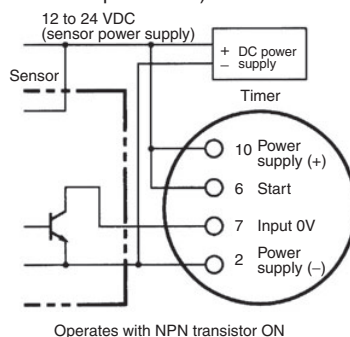 12 to 24 VDC
(sensor power supply)
+ DC power
− supply
Sensor
Timer
10 Power
supply (+)
6 Start
7 Input 0V
2 Power
supply (−)
Operates with NPN transistor ON